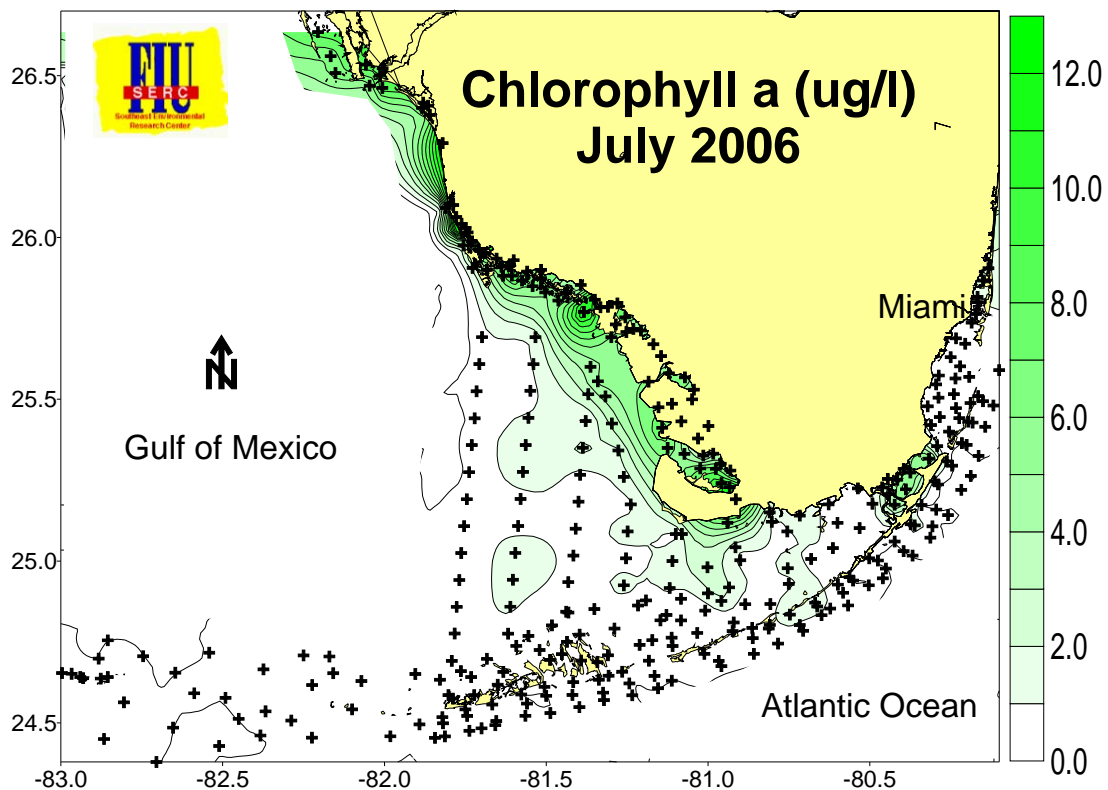 FIU
SERC
Southeast Environmental
Research Center
Chlorophyll a (ug/l)
July 2006
Miami
N
Gulf of Mexico
Atlantic Ocean
26.5
26.0
25.5
25.0
24.5
-83.0
-82.5
-82.0
-81.5
-81.0
-80.5
12.0
10.0
8.0
6.0
4.0
2.0
0.0